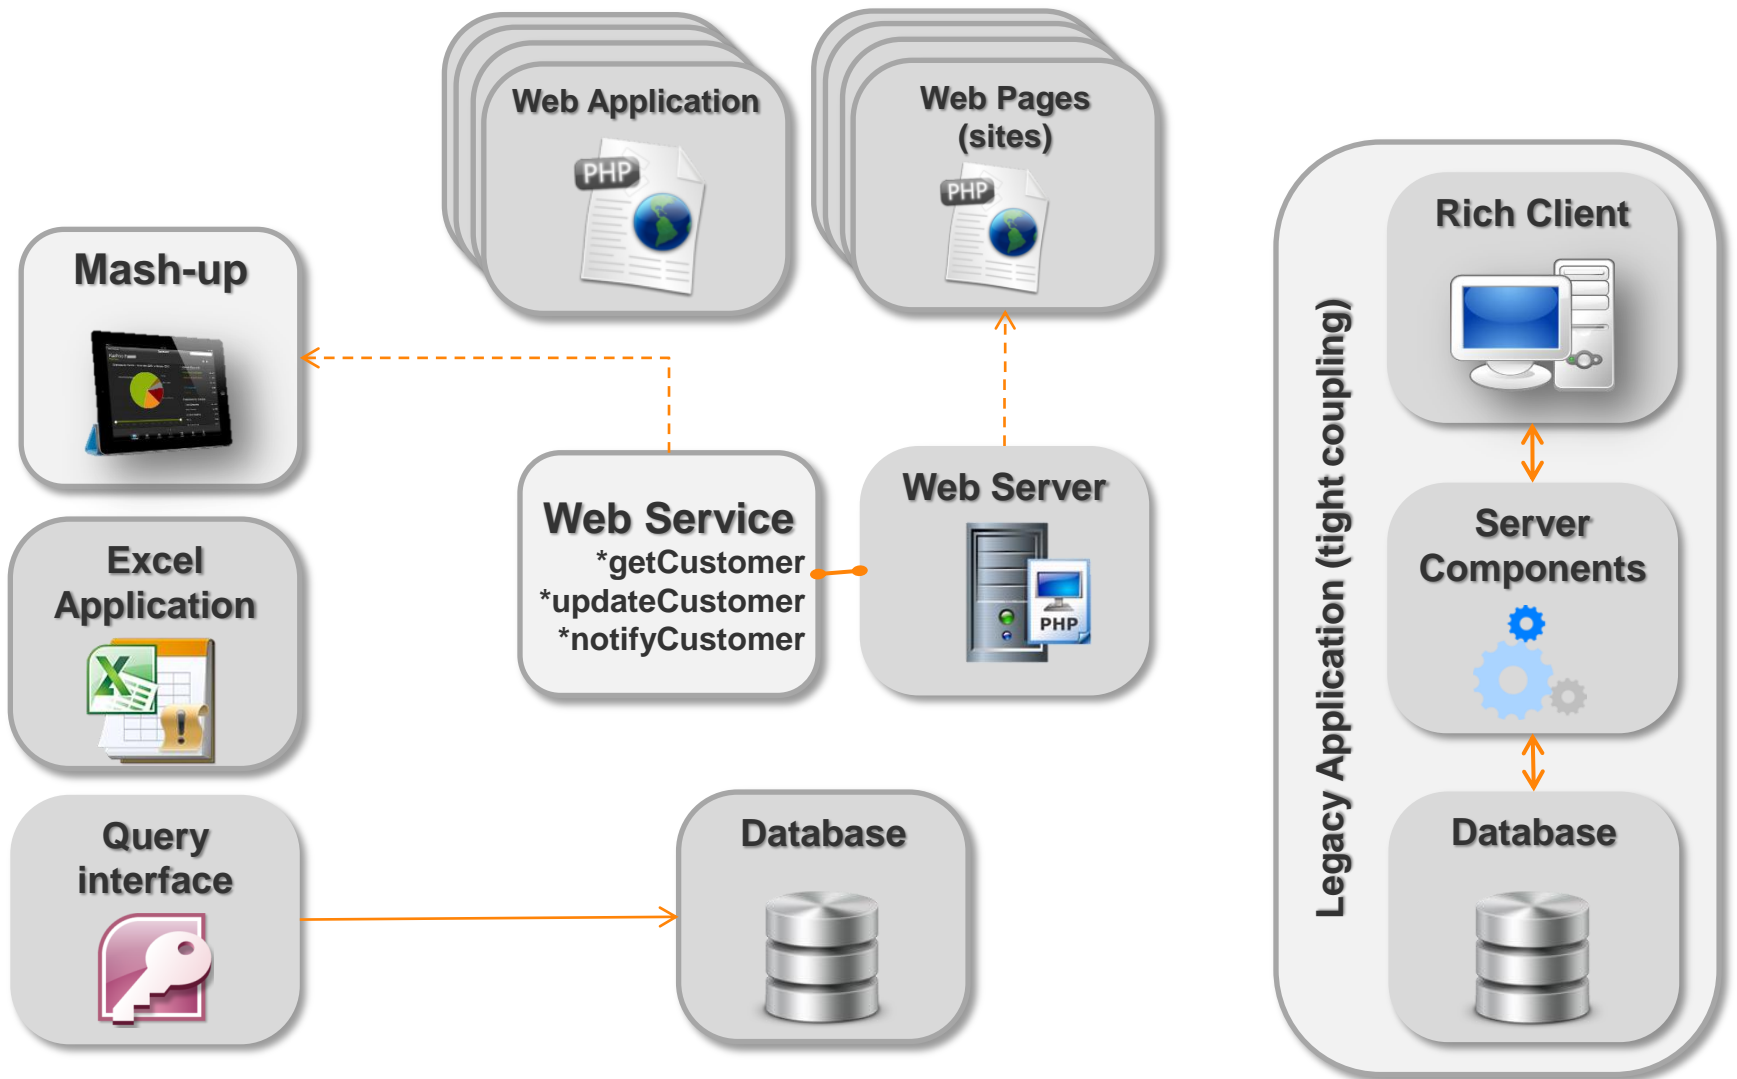 Web Application
PHP
Web Pages
(sites)
PHP
Mash-up
Excel
Application
Query
interface
Web Service
*getCustomer
*updateCustomer
*notifyCustomer
Web Server
PHP
Database
Legacy Application (tight coupling)
Rich Client
Server
Components
Database